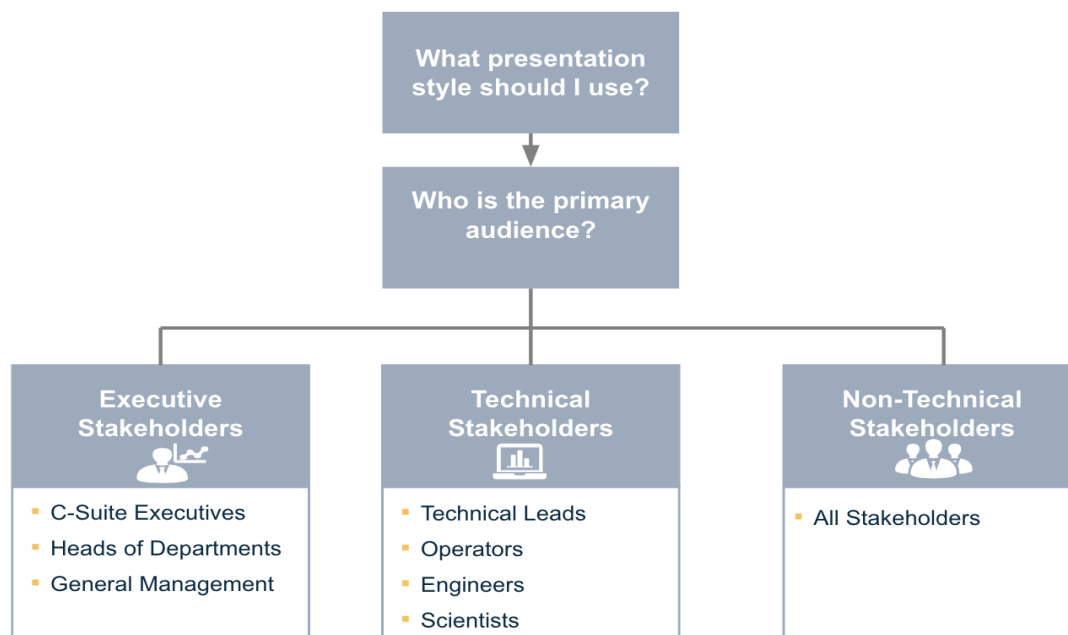 What presentation
style should I use?
Who is the primary
audience?
Executive
Stakeholders
C-Suite Executives
Heads of Departments
General Management
Technical
Stakeholders
Technical Leads
Operators
Engineers
Scientists
Non-Technical
Stakeholders
All Stakeholders